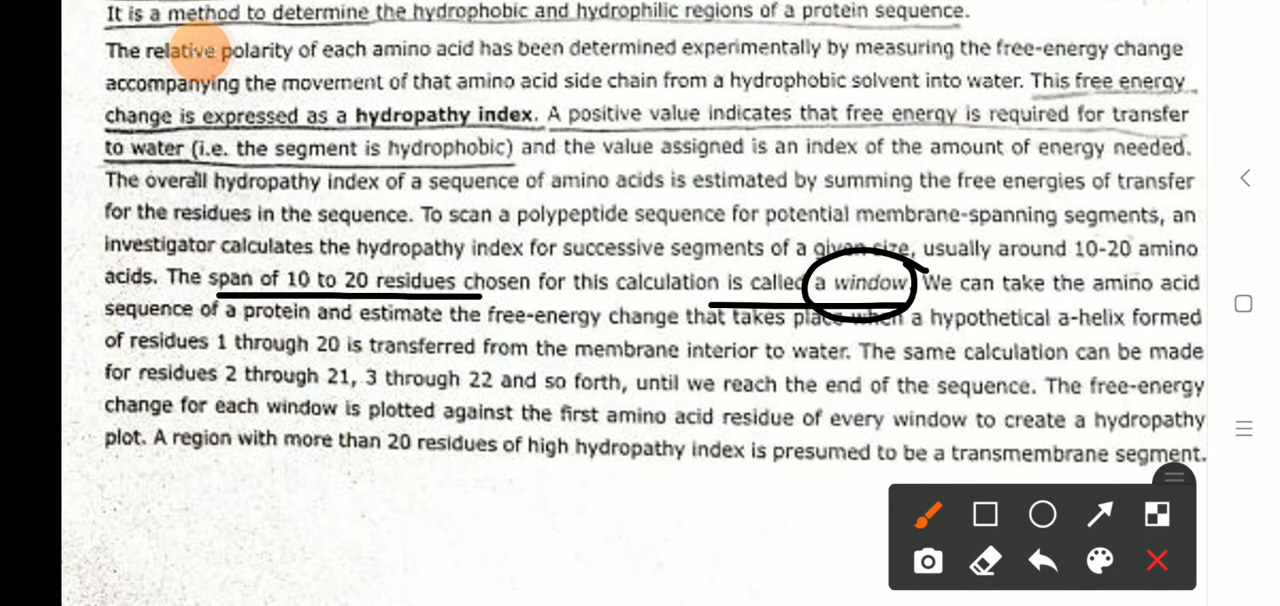 It is a method to determine the hydrophobic and hydrophilic regions of a protein sequence.
The relative polarity of each amino acid has been determined experimentally by measuring the free-energy change
accompanying the movement of that amino acid side chain from a hydrophobic solvent into water. This free energy
change is expressed as a hydropathy index. A positive value indicates that free energy is required for transfer
to water (i.e. the segment is hydrophobic) and the value assigned is an index of the amount of energy needed.
The overall hydropathy index of a sequence of amino acids is estimated by summing the free energies of transfer
for the residues in the sequence. To scan a polypeptide sequence for potential membrane-spanning segments, an
investigator calculates the hydropathy index for successive segments of a given size, usually around 10-20 amino
acids. The span of 10 to 20 residues chosen for this calculation is called a window. We can take the amino acid
sequence of a protein and estimate the free-energy change that takes place when a hypothetical a-helix formed
of residues 1 through 20 is transferred from the membrane interior to water. The same calculation can be made
for residues 2 through 21, 3 through 22 and so forth, until we reach the end of the sequence. The free-energy
change for each window is plotted against the first amino acid residue of every window to create a hydropathy
plot. A region with more than 20 residues of high hydropathy index is presumed to be a transmembrane segment.